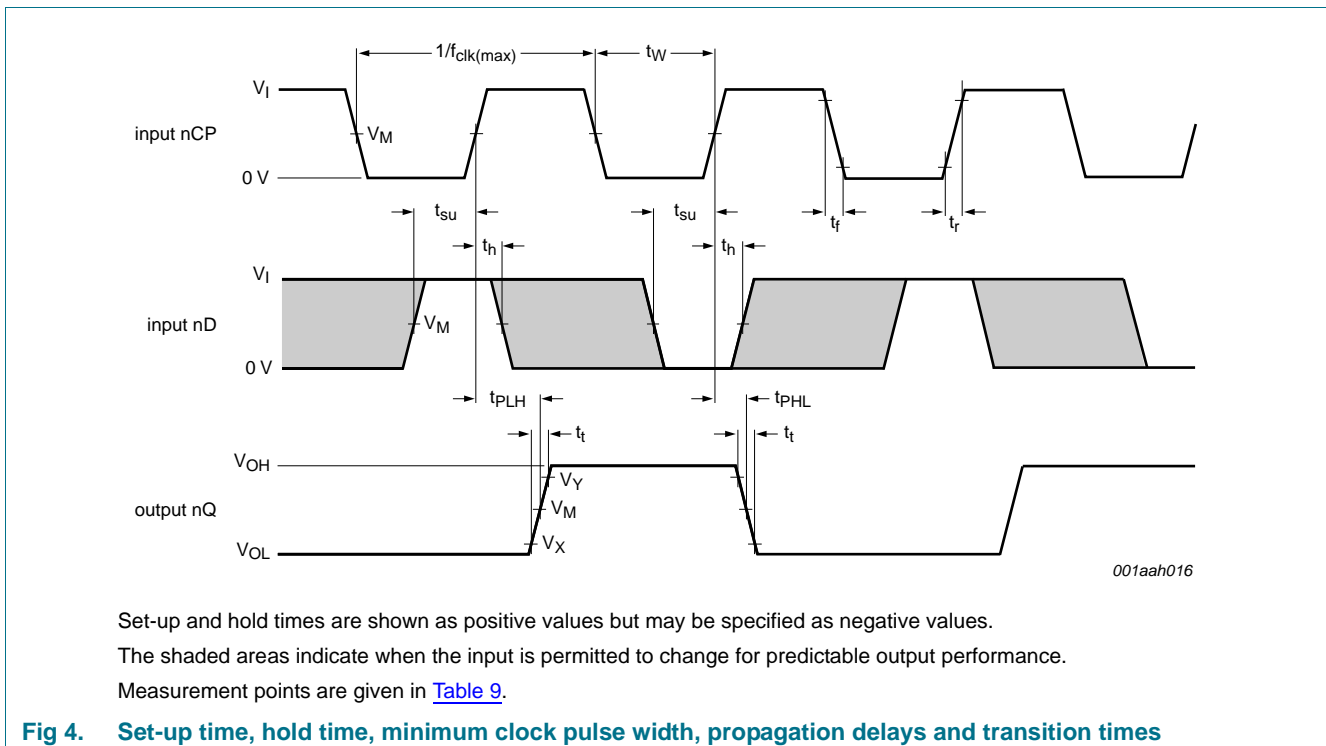 1/fclk(max) tW
VI
input nCP
VM
0 V
tsu tsu
tf tr
th th
VI
input nD
VM
0 V
tPLH tPHL
tt tt
VOH
VY
output nQ
VM
VOL
VX
001aah016
Set-up and hold times are shown as positive values but may be specified as negative values.
The shaded areas indicate when the input is permitted to change for predictable output performance.
Measurement points are given in Table 9.
Fig 4. Set-up time, hold time, minimum clock pulse width, propagation delays and transition times